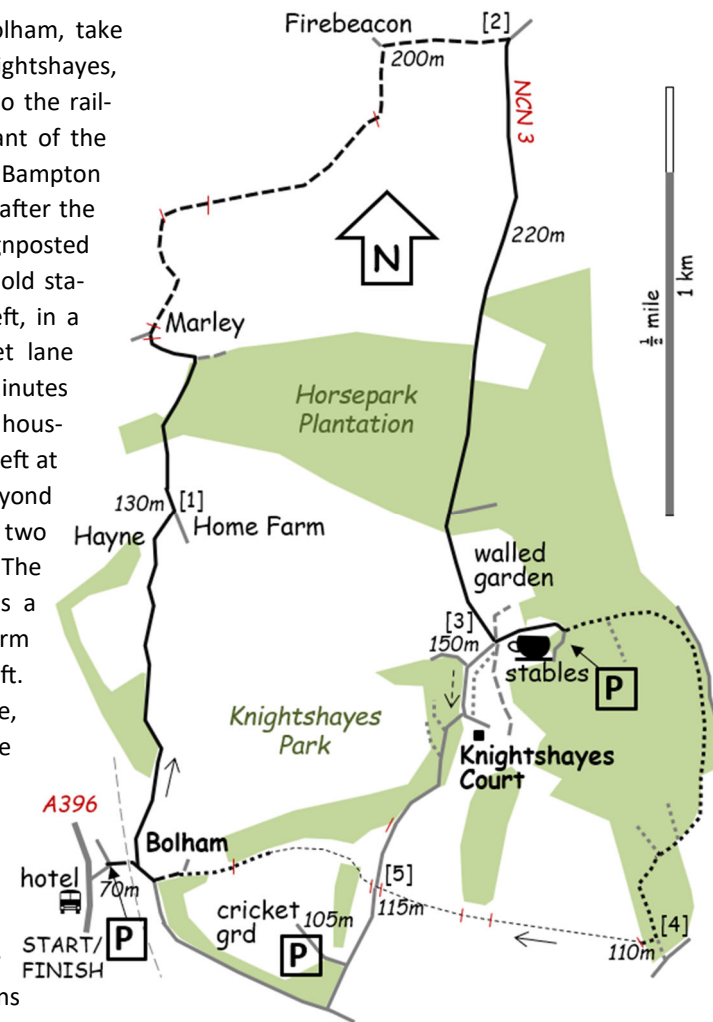 olham, take
ightshayes,
o the rail-
ant of the
Bampton
after the
gnposted
old sta-
eft, in a
et lane
inutes
hous-
eft at
yond
two
The
s a
rm
ft.
e,
e
ns
Firebeacon
[2]
200m
NCN 3
N
220m
½ mile
1 km
Marley
Horsepark
Plantation
130m
[1]
Hayne
Home Farm
walled
garden
[3]
150m
stables
P
Knightshayes
Park
Knightshayes
Court
A396
Bolham
hotel
70m
START/
FINISH
P
cricket
grd
105m
P
[5]
115m
[4]
110m